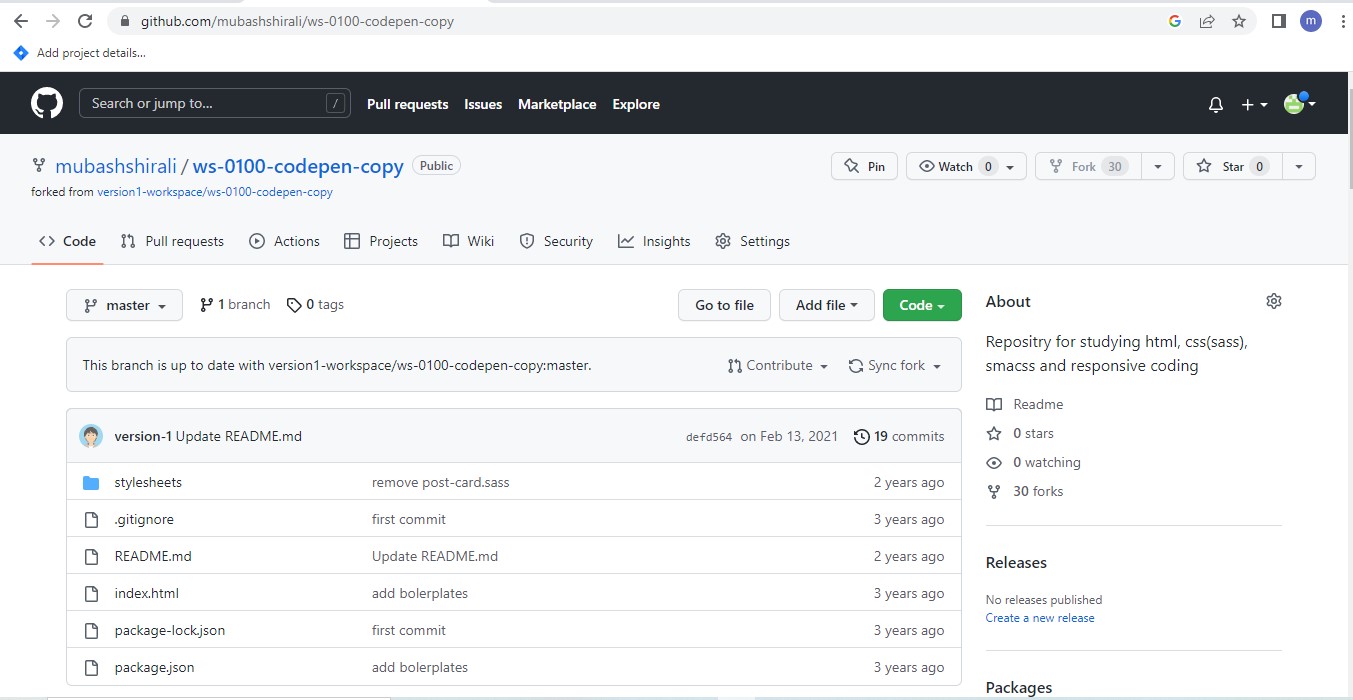 github.com/mubashshirali/ws-0100-codepen-copy
m
Add project details...
Search or jump to... /
Pull requests Issues Marketplace Explore
mubashshirali / ws-0100-codepen-copy Public
Pin Watch 0 Fork 30 Star 0
forked from version1-workspace/ws-0100-codepen-copy
Code Pull requests Actions Projects Wiki Security Insights Settings
master 1 branch 0 tags Go to file Add file Code
This branch is up to date with version1-workspace/ws-0100-codepen-copy:master. Contribute Sync fork
version-1 Update README.md defd564 on Feb 13, 2021 19 commits
stylesheets remove post-card.sass 2 years ago
.gitignore first commit 3 years ago
README.md Update README.md 2 years ago
index.html add bolerplates 3 years ago
package-lock.json first commit 3 years ago
package.json add bolerplates 3 years ago
About
Repositry for studying html, css(sass),
smacss and responsive coding
Readme
0 stars
0 watching
30 forks
Releases
No releases published
Create a new release
Packages